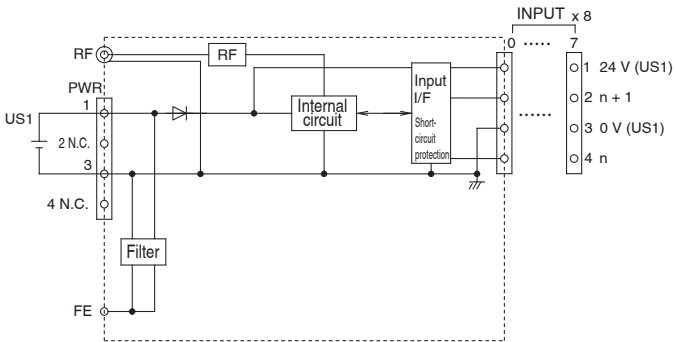 INPUT x 8
0 ····· 7
RF
RF
PWR
1
US1
2 N.C.
3
4 N.C.
Internal
circuit
Input
I/F
Short-
circuit
protection
······
1 24 V (US1)
2 n + 1
3 0 V (US1)
4 n
Filter
FE